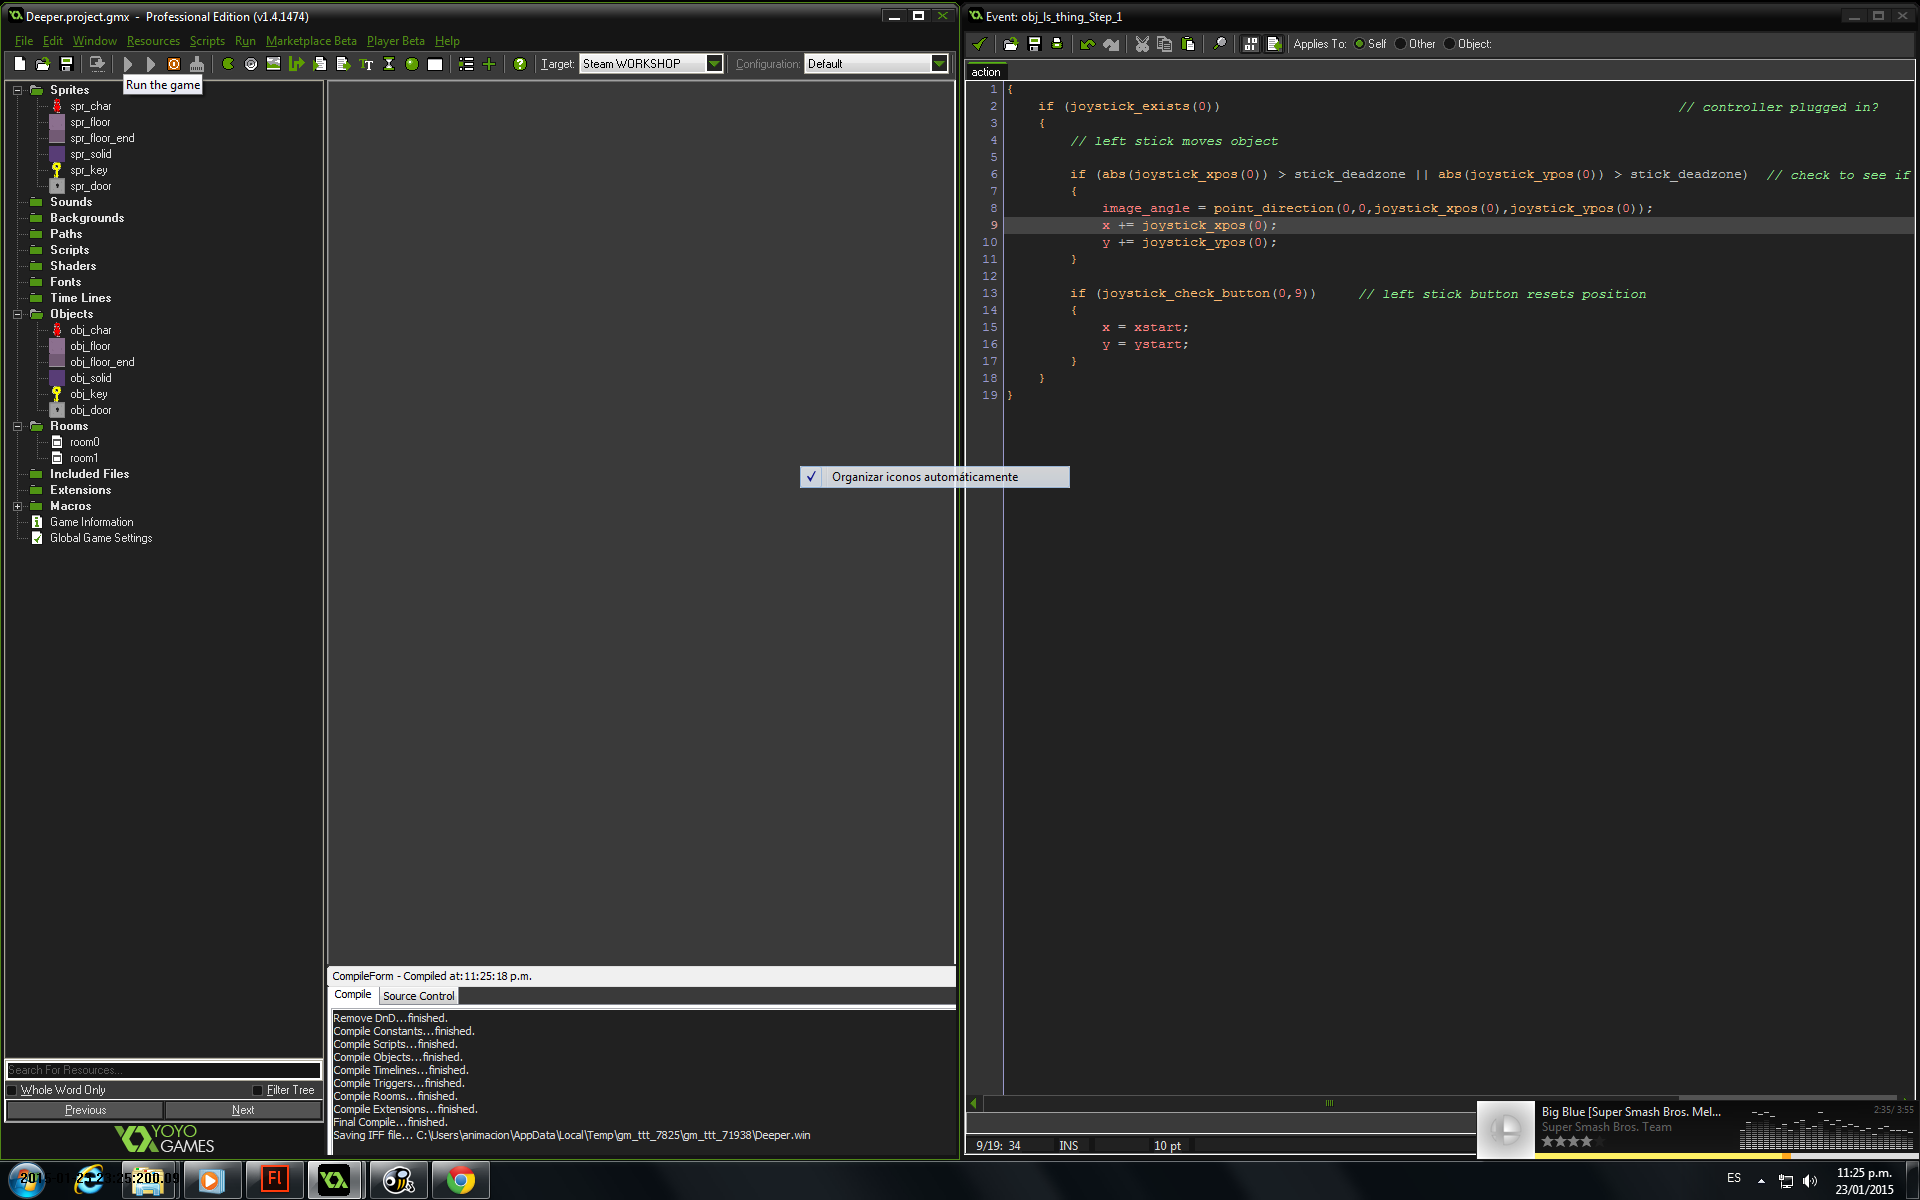 Deeper.project.gmx - Professional Edition (v1.4.1474)
File Edit Window Resources Scripts Run Marketplace Beta Player Beta Help
Target: Steam WORKSHOP Configuration: Default
Run the game
Sprites
spr_char
spr_floor
spr_floor_end
spr_solid
spr_key
spr_door
Sounds
Backgrounds
Paths
Scripts
Shaders
Fonts
Time Lines
Objects
obj_char
obj_floor
obj_floor_end
obj_solid
obj_key
obj_door
Rooms
room0
room1
Included Files
Extensions
Macros
Game Information
Global Game Settings
Search For Resources...
Whole Word Only Filter Tree
Previous Next
YOYO
GAMES
CompileForm - Compiled at: 11:25:18 p.m.
Compile Source Control
Remove DnD...finished.
Compile Constants...finished.
Compile Scripts...finished.
Compile Objects...finished.
Compile Timelines...finished.
Compile Triggers...finished.
Compile Rooms...finished.
Compile Extensions...finished.
Final Compile...finished.
Saving IFF file... C:\Users\animacion\AppData\Local\Temp\gm_ttt_7825\gm_ttt_71938\Deeper.win
Organizar iconos automáticamente
Event: obj_ls_thing_Step_1
Applies To: Self Other Object:
action
1 {
2 if (joystick_exists(0)) // controller plugged in?
3 {
4 // left stick moves object
5
6 if (abs(joystick_xpos(0)) > stick_deadzone || abs(joystick_ypos(0)) > stick_deadzone) // check to see if
7 {
8 image_angle = point_direction(0,0,joystick_xpos(0),joystick_ypos(0));
9 x += joystick_xpos(0);
10 y += joystick_ypos(0);
11 }
12
13 if (joystick_check_button(0,9)) // left stick button resets position
14 {
15 x = xstart;
16 y = ystart;
17 }
18 }
19 }
9/19: 34 INS 10 pt
Big Blue [Super Smash Bros. Mel... 2:35/ 3:55
Super Smash Bros. Team
Fl
ES
11:25 p.m.
23/01/2015